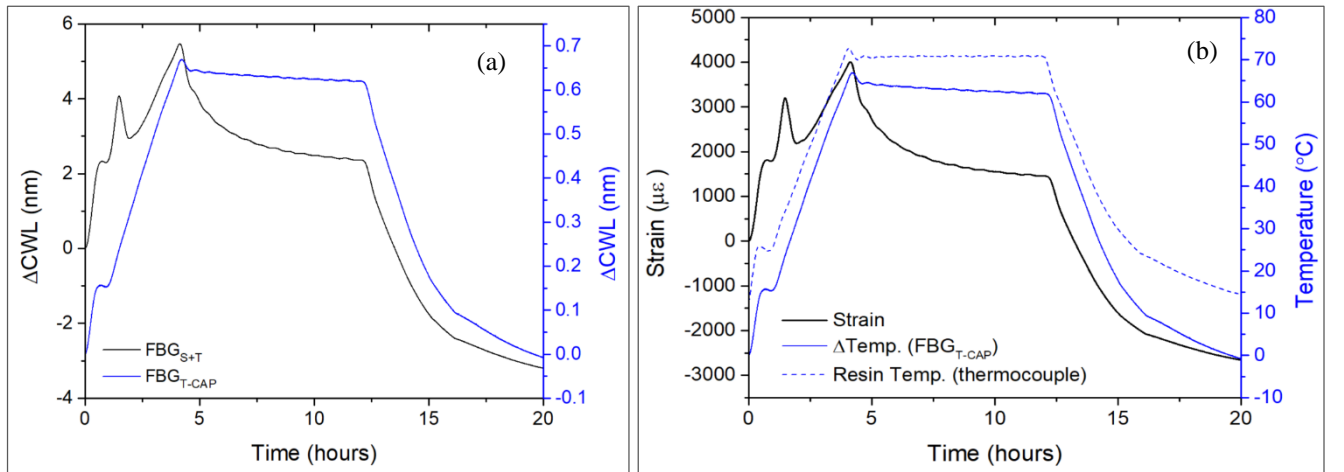 (a)
6
4
2
0
-2
-4
ΔCWL (nm)
0.7
0.6
0.5
0.4
0.3
0.2
0.1
0.0
-0.1
ΔCWL (nm)
FBG_S+T
FBG_T-CAP
0 5 10 15 20
Time (hours)
(b)
5000
4000
3000
2000
1000
0
-1000
-2000
-3000
Strain (με)
80
70
60
50
40
30
20
10
0
-10
Temperature (°C)
Strain
ΔTemp. (FBG_T-CAP)
Resin Temp. (thermocouple)
0 5 10 15 20
Time (hours)